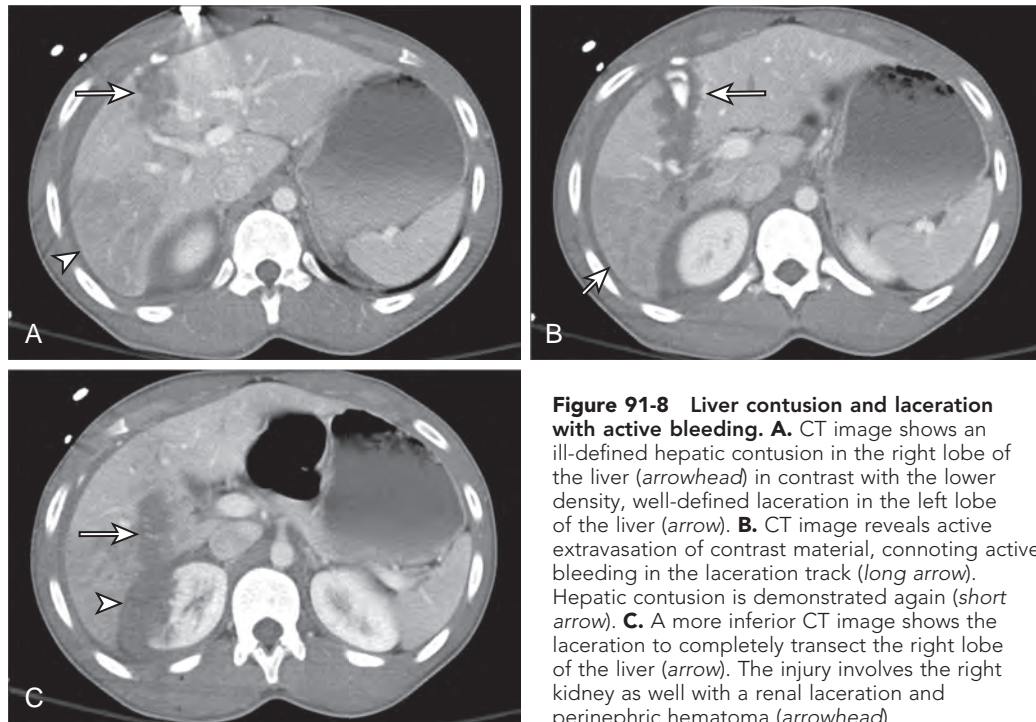 A
B
C
Figure 91-8 Liver contusion and laceration
with active bleeding. A. CT image shows an
ill-defined hepatic contusion in the right lobe of
the liver (arrowhead) in contrast with the lower
density, well-defined laceration in the left lobe
of the liver (arrow). B. CT image reveals active
extravasation of contrast material, connoting active
bleeding in the laceration track (long arrow).
Hepatic contusion is demonstrated again (short
arrow). C. A more inferior CT image shows the
laceration to completely transect the right lobe
of the liver (arrow). The injury involves the right
kidney as well with a renal laceration and
perinephric hematoma (arrowhead)